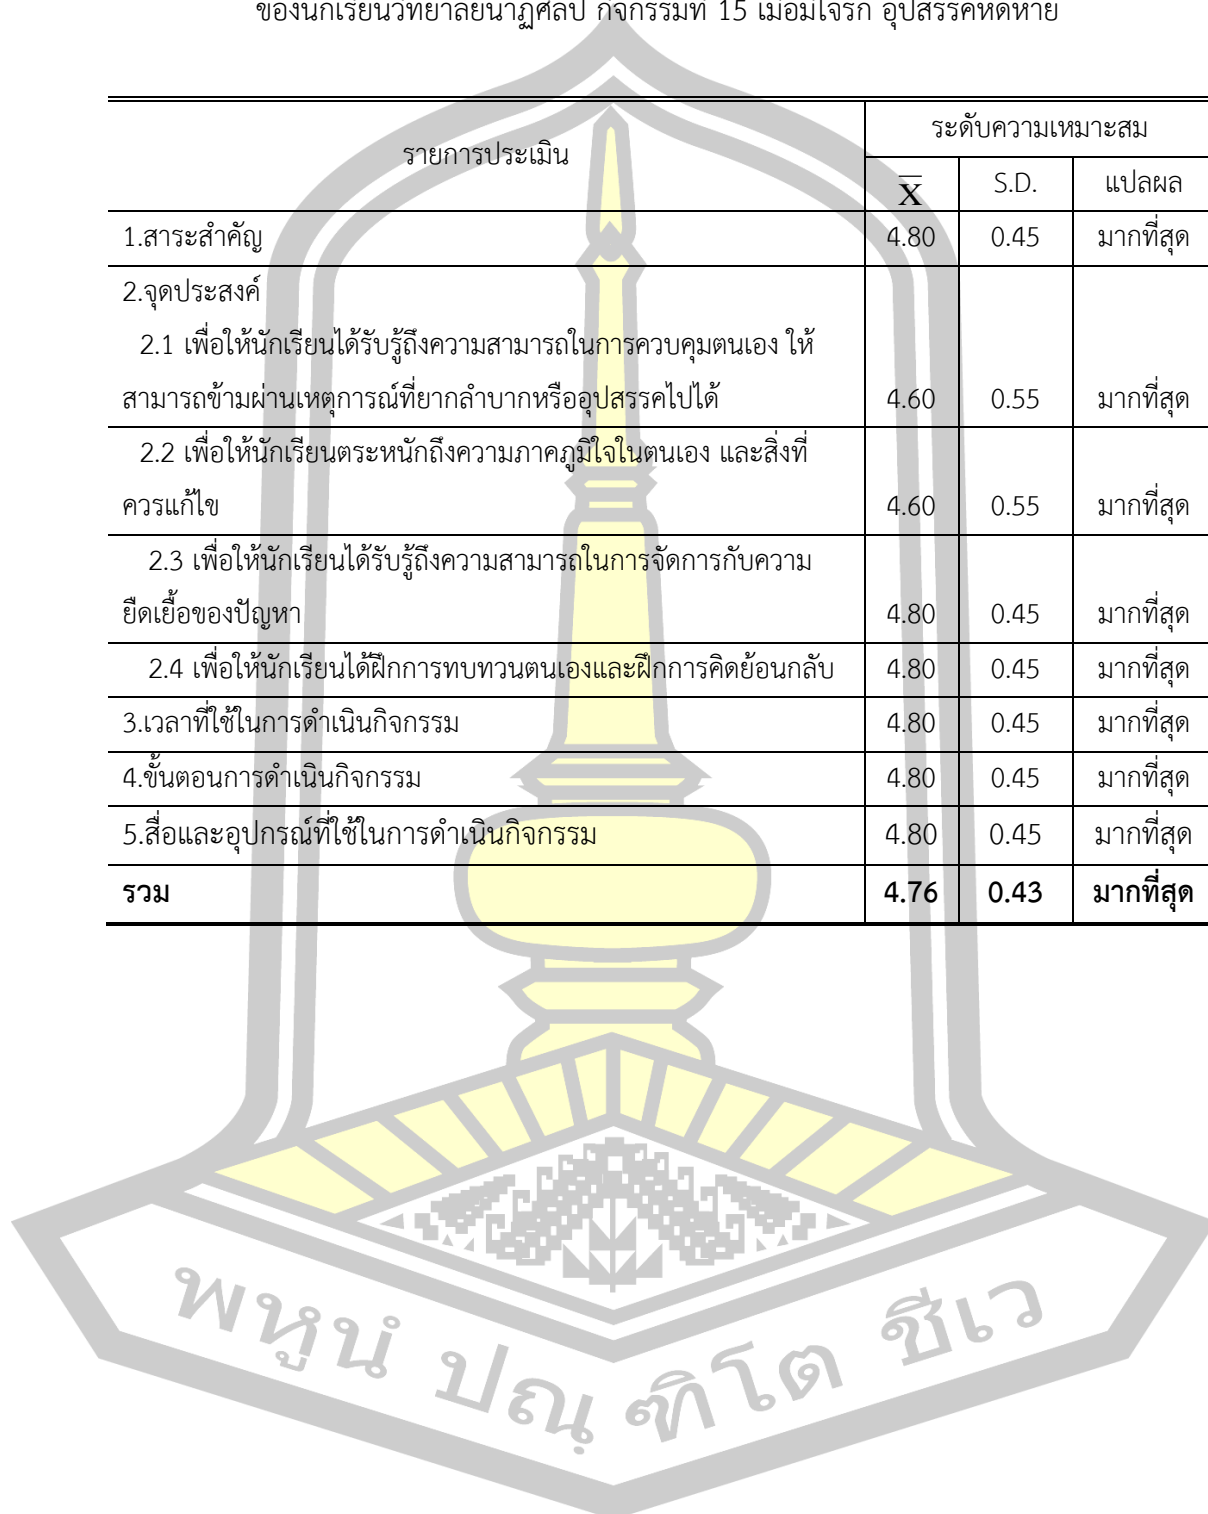 ของนักเรียนวิทยาลัยนาฏศิลป กิจกรรมที่ 15 เมื่อมีใจรัก อุปสรรคหดหาย
รายการประเมิน
ระดับความเหมาะสม
X̅ S.D. แปลผล
1.สาระสำคัญ 4.80 0.45 มากที่สุด
2.จุดประสงค์
2.1 เพื่อให้นักเรียนได้รับรู้ถึงความสามารถในการควบคุมตนเอง ให้
สามารถข้ามผ่านเหตุการณ์ที่ยากลำบากหรืออุปสรรคไปได้ 4.60 0.55 มากที่สุด
2.2 เพื่อให้นักเรียนตระหนักถึงความภาคภูมิใจในตนเอง และสิ่งที่
ควรแก้ไข 4.60 0.55 มากที่สุด
2.3 เพื่อให้นักเรียนได้รับรู้ถึงความสามารถในการจัดการกับความ
ยืดเยื้อของปัญหา 4.80 0.45 มากที่สุด
2.4 เพื่อให้นักเรียนได้ฝึกการทบทวนตนเองและฝึกการคิดย้อนกลับ 4.80 0.45 มากที่สุด
3.เวลาที่ใช้ในการดำเนินกิจกรรม 4.80 0.45 มากที่สุด
4.ขั้นตอนการดำเนินกิจกรรม 4.80 0.45 มากที่สุด
5.สื่อและอุปกรณ์ที่ใช้ในการดำเนินกิจกรรม 4.80 0.45 มากที่สุด
รวม 4.76 0.43 มากที่สุด
พหูนํ ปณฺฑิโต ชีเว